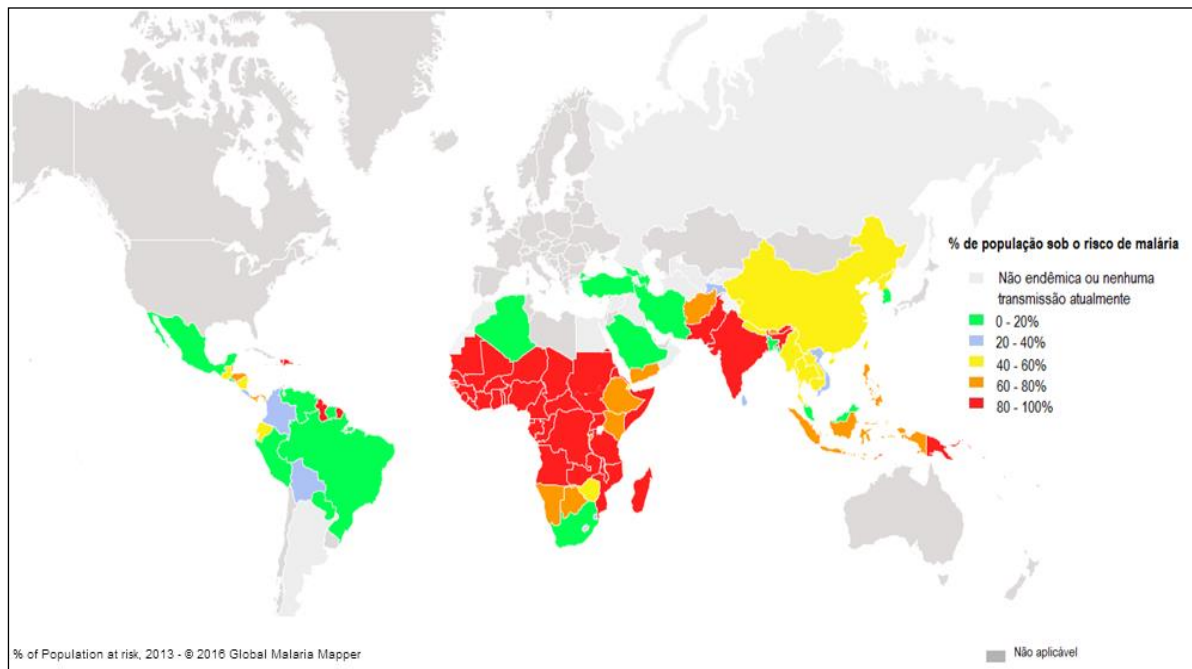 % de população sob o risco de malária
Não endêmica ou nenhuma
transmissão atualmente
0 - 20%
20 - 40%
40 - 60%
60 - 80%
80 - 100%
% of Population at risk, 2013 - © 2016 Global Malaria Mapper
Não aplicável